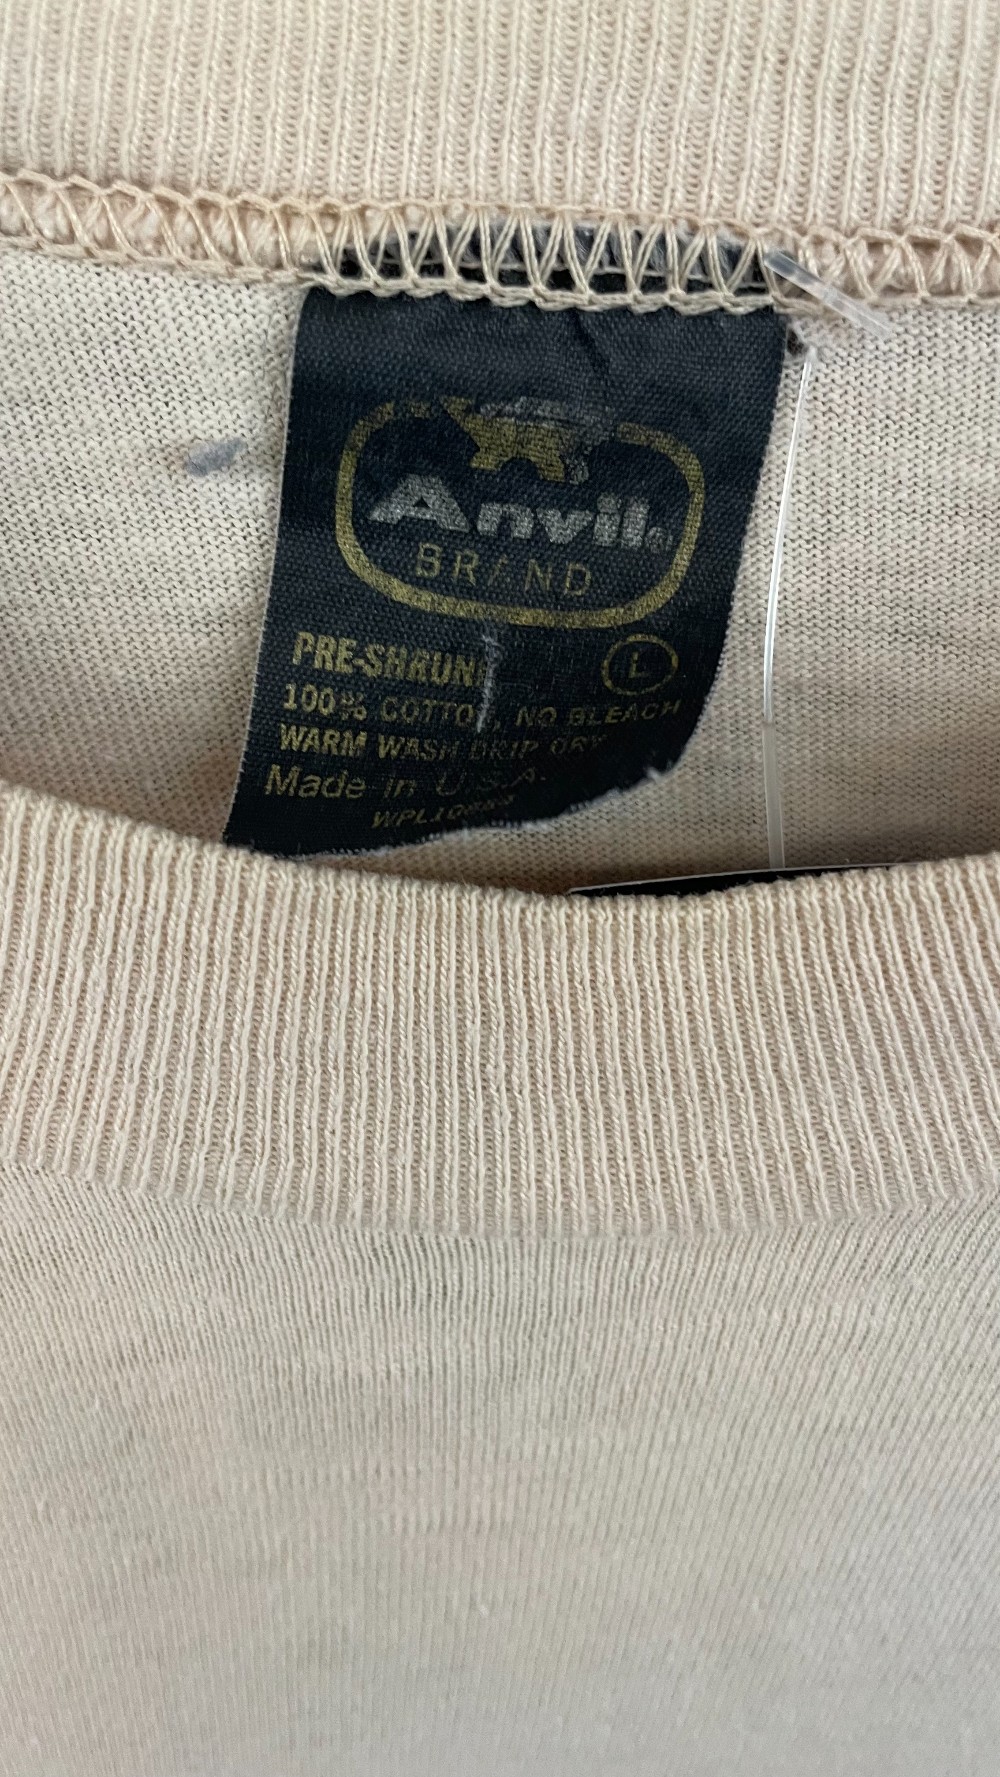 Anvil®
BRAND
PRE-SHRUNK
L
100% COTTON, NO BLEACH
WARM WASH DRIP DRY
Made in U.S.A.